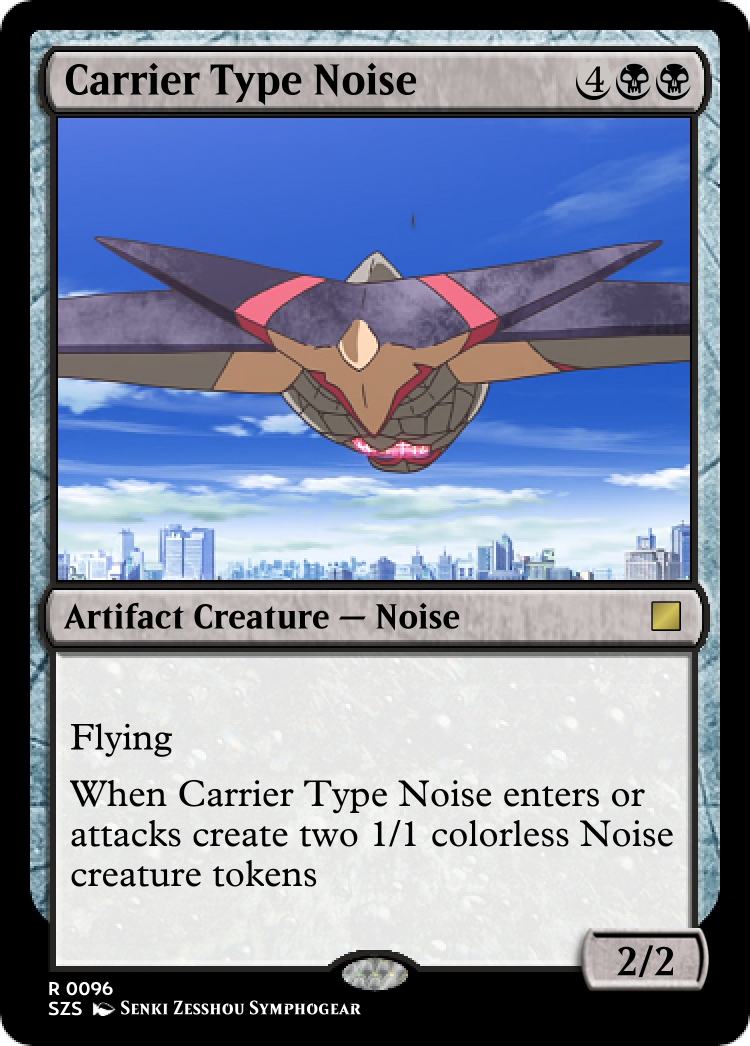 Carrier Type Noise 4
Artifact Creature — Noise
Flying
When Carrier Type Noise enters or
attacks create two 1/1 colorless Noise
creature tokens
2/2
R 0096
SZS Senki Zesshou Symphogear